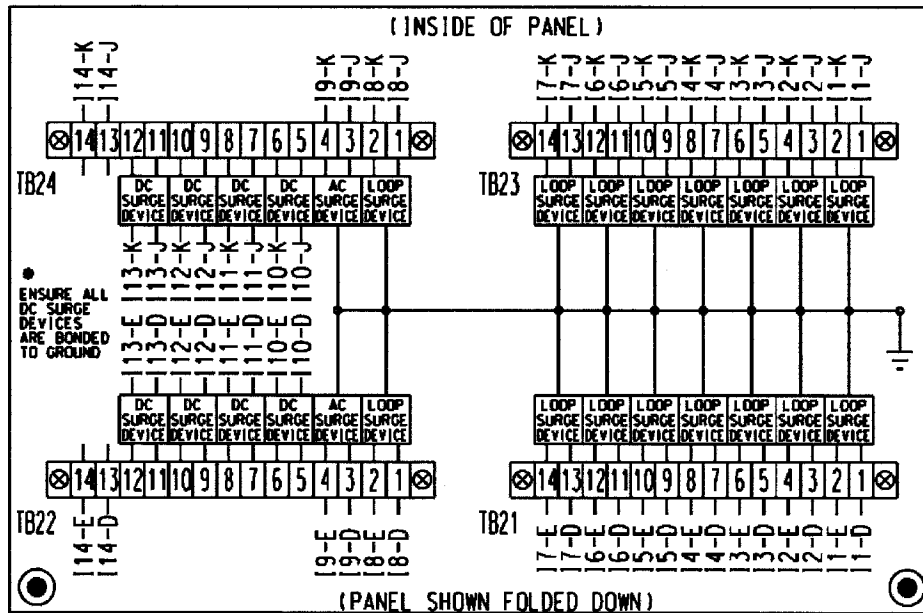 (INSIDE OF PANEL)
I14-K I14-J I9-K I9-J I8-K I8-J I7-K I7-J I6-K I6-J I5-K I5-J I4-K I4-J I3-K I3-J I2-K I2-J I1-K I1-J
14 13 12 11 10 9 8 7 6 5 4 3 2 1
14 13 12 11 10 9 8 7 6 5 4 3 2 1
TB24
TB23
DC SURGE DEVICE
DC SURGE DEVICE
DC SURGE DEVICE
DC SURGE DEVICE
AC SURGE DEVICE
LOOP SURGE DEVICE
LOOP SURGE DEVICE
LOOP SURGE DEVICE
LOOP SURGE DEVICE
LOOP SURGE DEVICE
LOOP SURGE DEVICE
LOOP SURGE DEVICE
LOOP SURGE DEVICE
I13-K I13-J I12-K I12-J I11-K I11-J I10-K I10-J
ENSURE ALL
DC SURGE
DEVICES
ARE BONDED
TO GROUND
I13-E I13-D I12-E I12-D I11-E I11-D I10-E I10-D
DC SURGE DEVICE
DC SURGE DEVICE
DC SURGE DEVICE
DC SURGE DEVICE
AC SURGE DEVICE
LOOP SURGE DEVICE
LOOP SURGE DEVICE
LOOP SURGE DEVICE
LOOP SURGE DEVICE
LOOP SURGE DEVICE
LOOP SURGE DEVICE
LOOP SURGE DEVICE
LOOP SURGE DEVICE
14 13 12 11 10 9 8 7 6 5 4 3 2 1
14 13 12 11 10 9 8 7 6 5 4 3 2 1
TB22
TB21
I14-E I14-D I9-E I9-D I8-E I8-D I7-E I7-D I6-E I6-D I5-E I5-D I4-E I4-D I3-E I3-D I2-E I2-D I1-E I1-D
(PANEL SHOWN FOLDED DOWN)